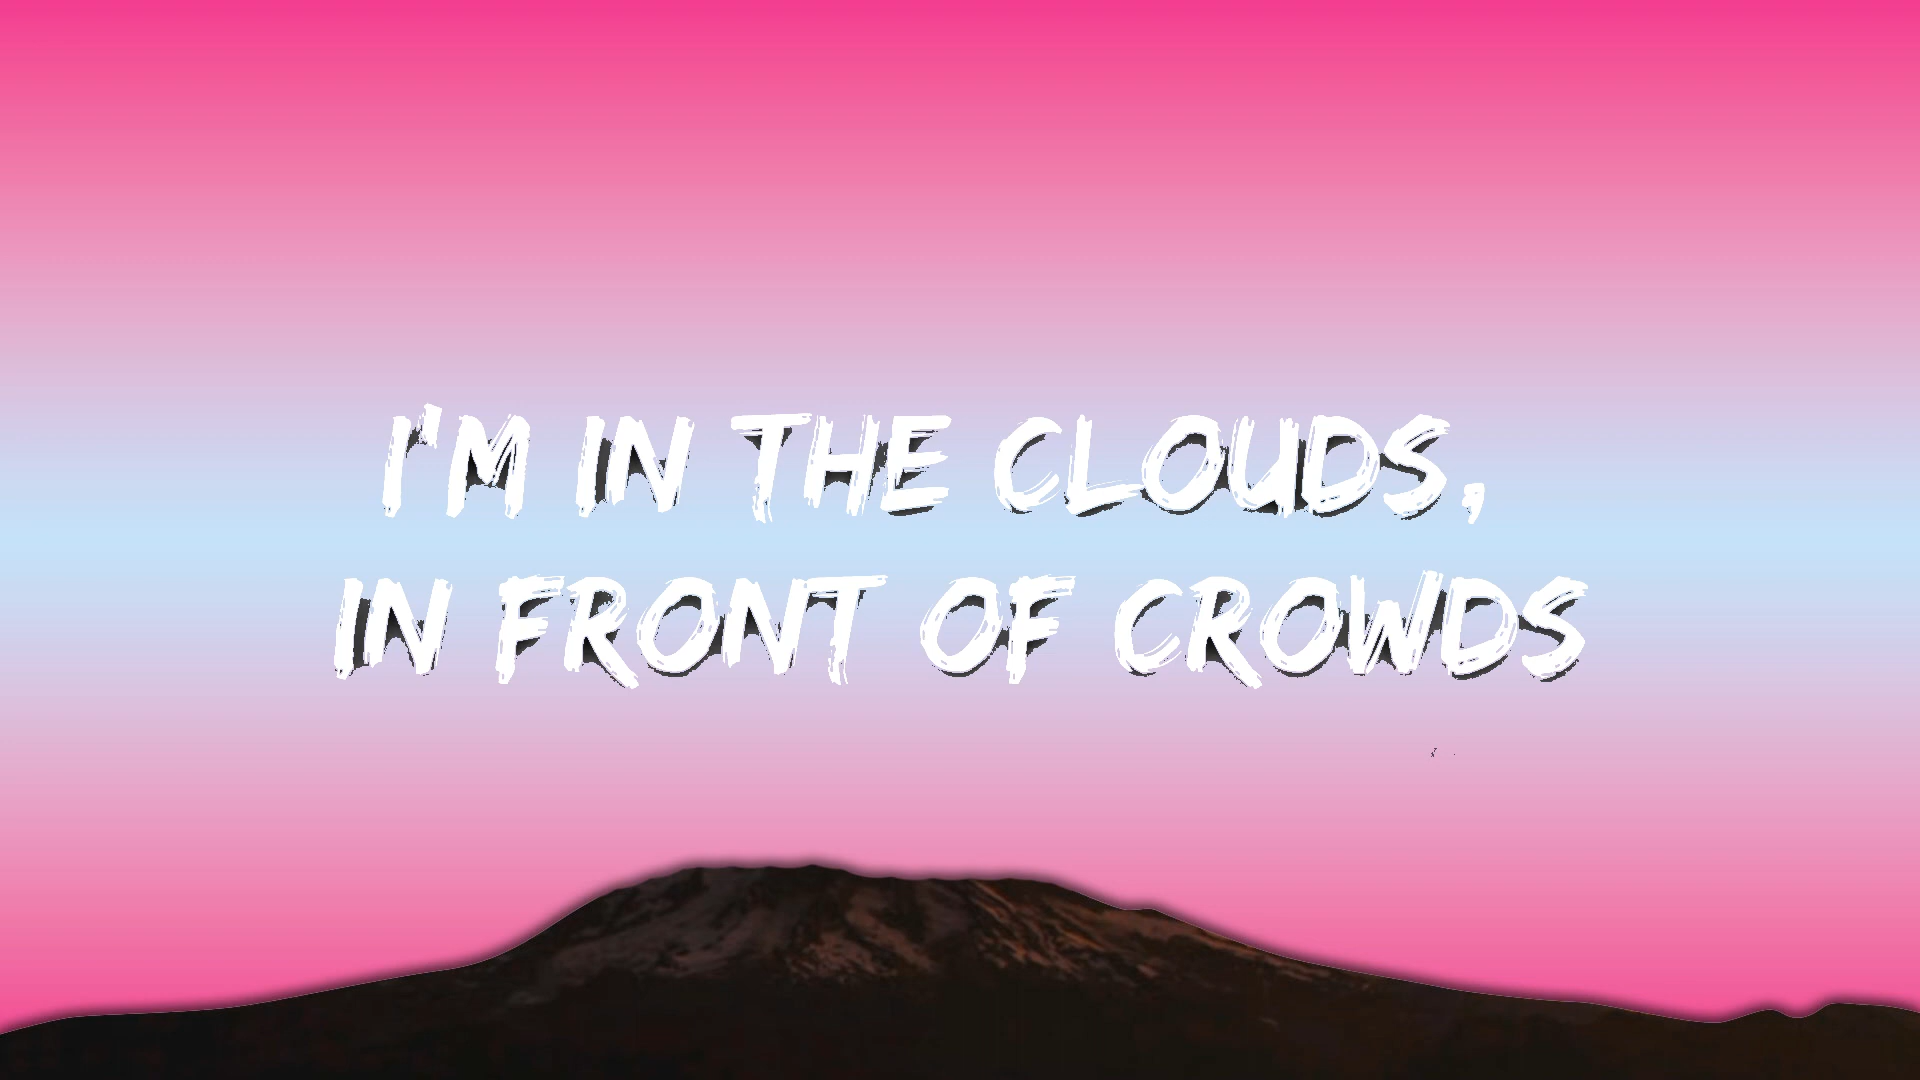 I'M IN THE CLOUDS,
IN FRONT OF CROWDS